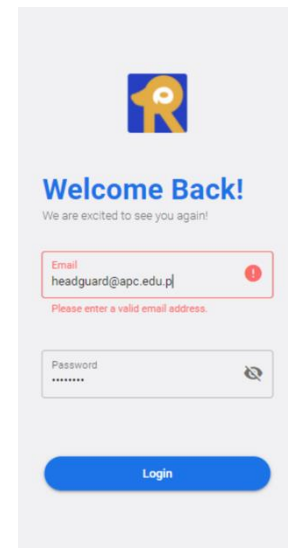 Welcome Back!
We are excited to see you again!
Email
headguard@apc.edu.p
Please enter a valid email address.
Password
••••••••
Login